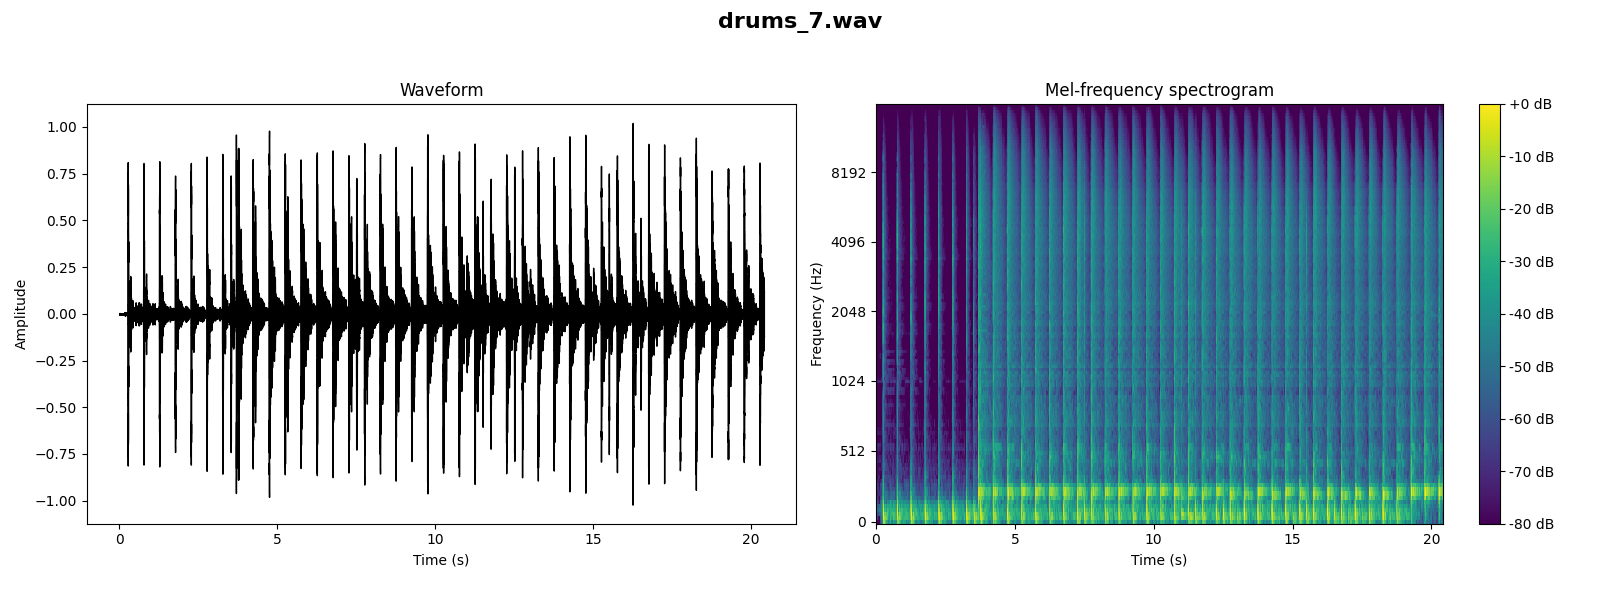 drums_7.wav
Waveform
Mel-frequency spectrogram
1.00
0.75
0.50
0.25
0.00
−0.25
−0.50
−0.75
−1.00
Amplitude
0
5
10
15
20
Time (s)
8192
4096
2048
1024
512
0
Frequency (Hz)
0
5
10
15
20
Time (s)
+0 dB
-10 dB
-20 dB
-30 dB
-40 dB
-50 dB
-60 dB
-70 dB
-80 dB